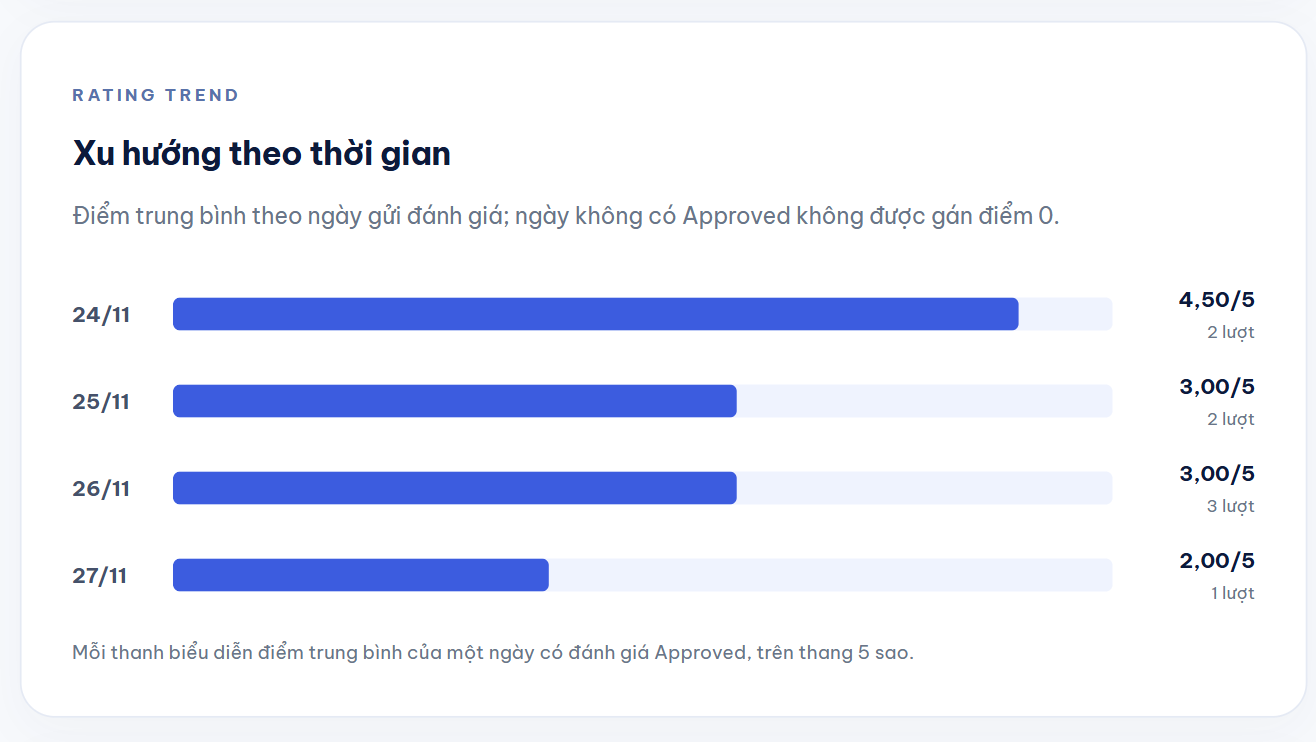 RATING TREND
Xu hướng theo thời gian
Điểm trung bình theo ngày gửi đánh giá; ngày không có Approved không được gán điểm 0.
24/11
4,50/5
2 lượt
25/11
3,00/5
2 lượt
26/11
3,00/5
3 lượt
27/11
2,00/5
1 lượt
Mỗi thanh biểu diễn điểm trung bình của một ngày có đánh giá Approved, trên thang 5 sao.